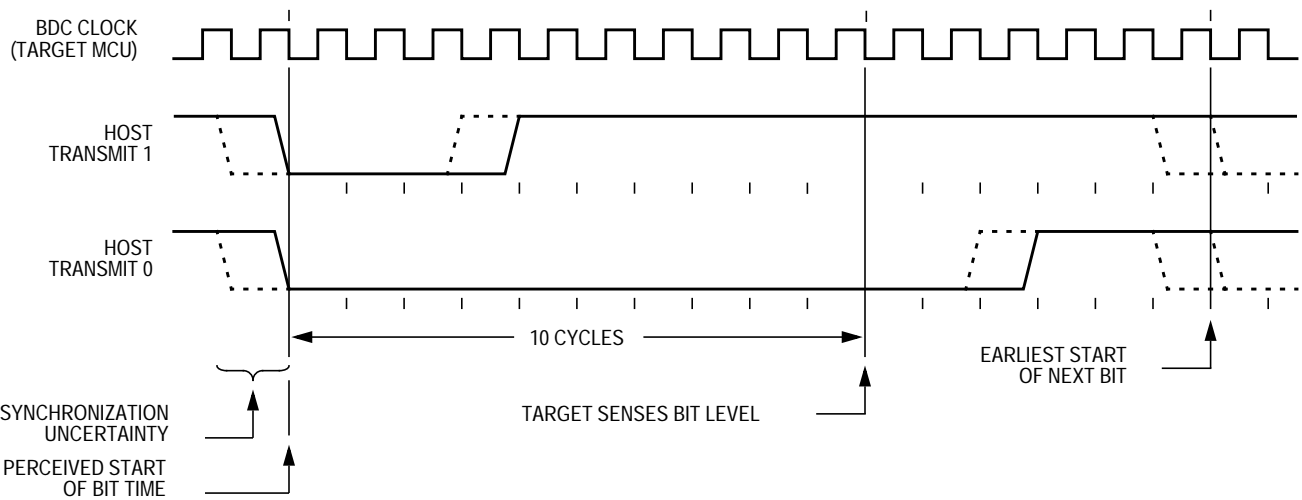 BDC CLOCK
(TARGET MCU)
HOST
TRANSMIT 1
HOST
TRANSMIT 0
10 CYCLES
EARLIEST START
OF NEXT BIT
SYNCHRONIZATION
UNCERTAINTY
TARGET SENSES BIT LEVEL
PERCEIVED START
OF BIT TIME